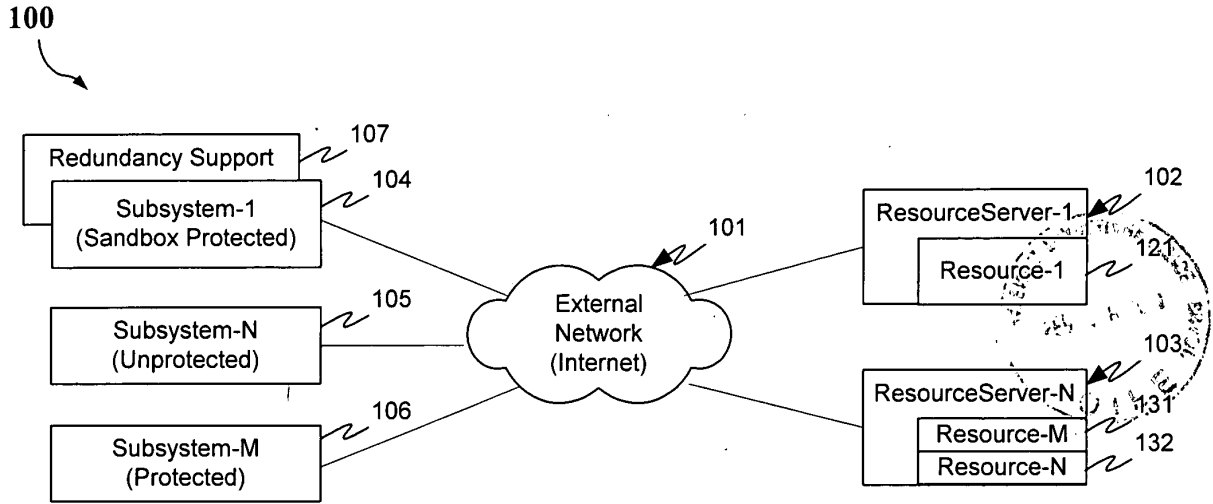 100
Redundancy Support
107
Subsystem-1
(Sandbox Protected)
104
Subsystem-N
(Unprotected)
105
Subsystem-M
(Protected)
106
External
Network
(Internet)
101
ResourceServer-1
102
Resource-1
121
ResourceServer-N
103
Resource-M
131
Resource-N
132